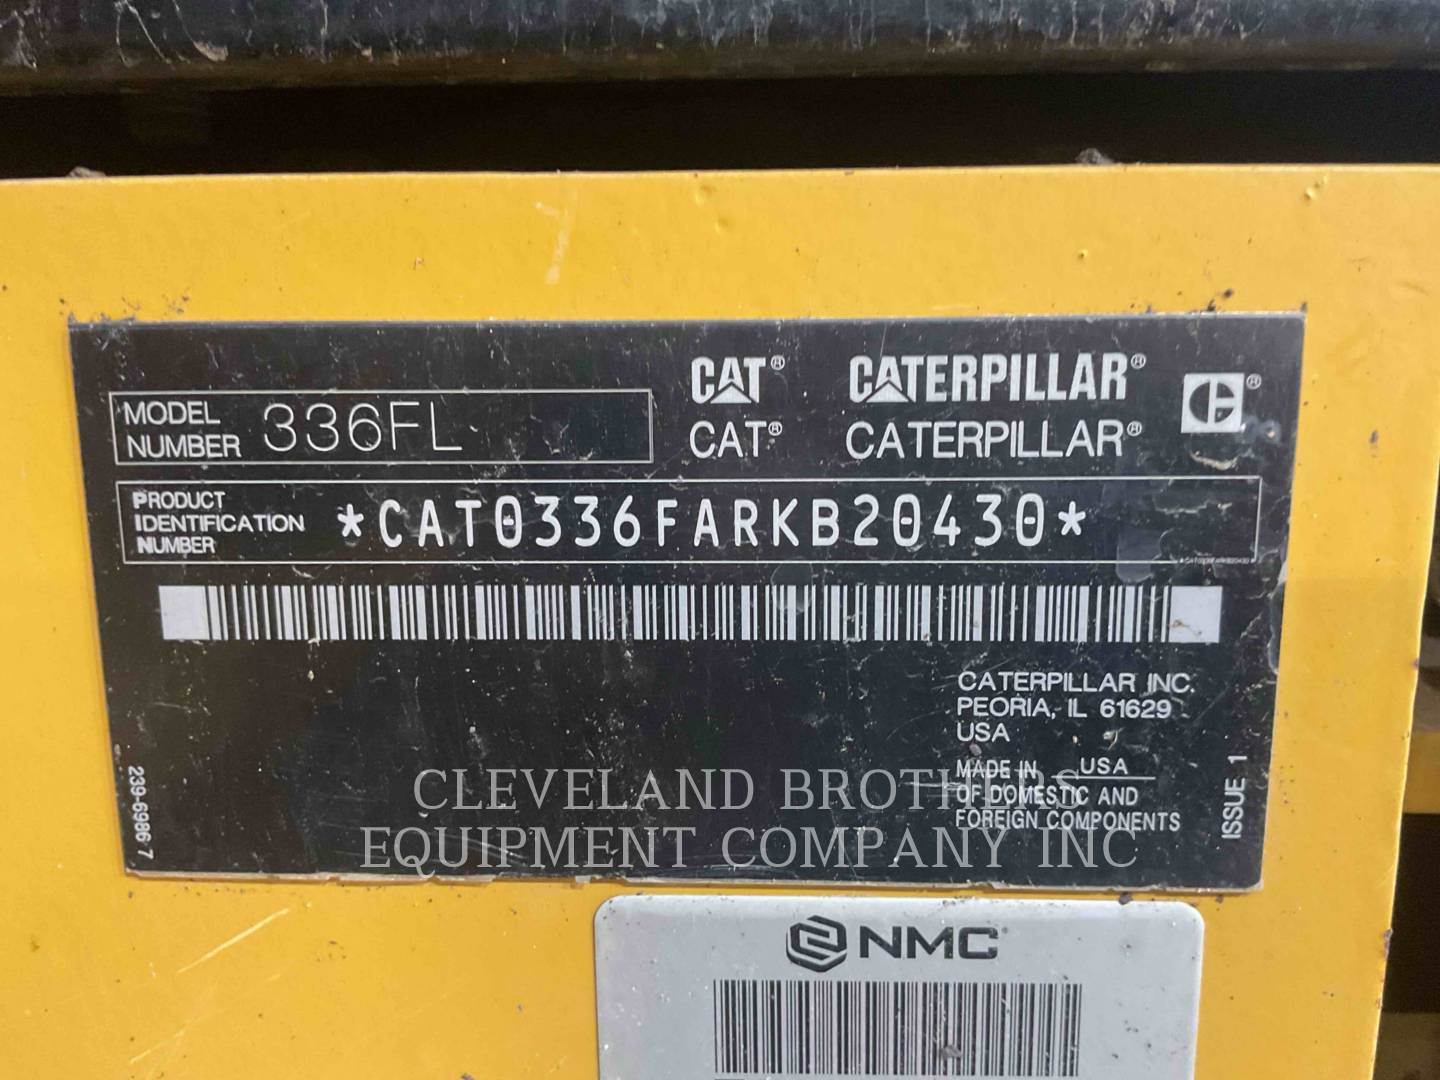 CAT® CATERPILLAR®
MODEL NUMBER 336FL
CAT® CATERPILLAR®
PRODUCT
IDENTIFICATION
NUMBER
*CAT0336FARKB20430*
CATERPILLAR INC.
PEORIA, IL 61629
USA
MADE IN USA
OF DOMESTIC AND
FOREIGN COMPONENTS
239-6986 7
ISSUE 1
CLEVELAND BROTHERS
EQUIPMENT COMPANY INC
NMC